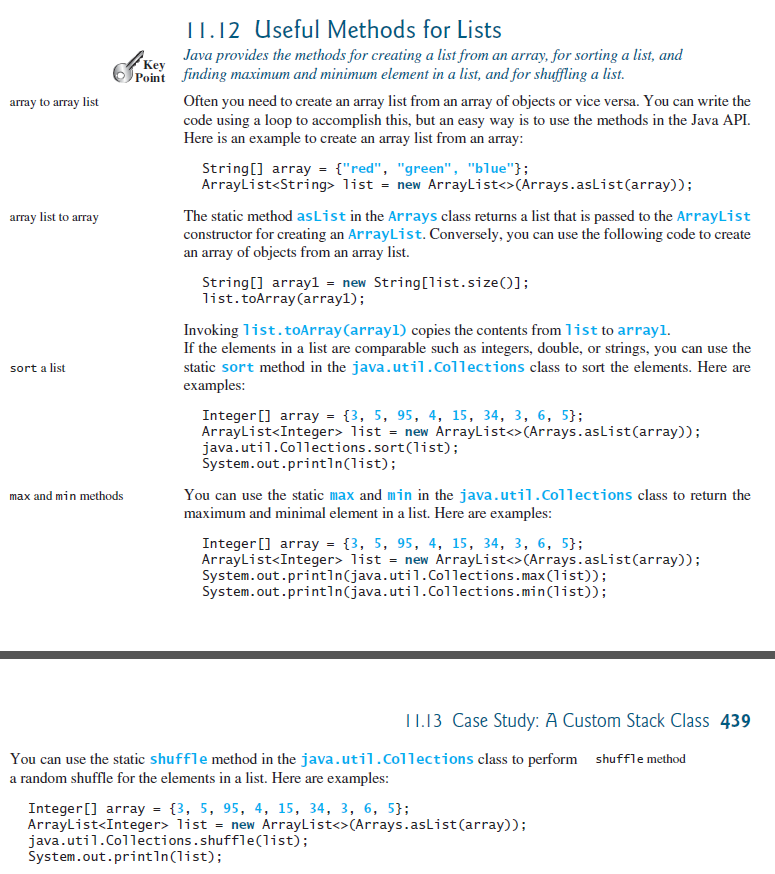 11.12 Useful Methods for Lists
Key
Point
Java provides the methods for creating a list from an array, for sorting a list, and
finding maximum and minimum element in a list, and for shuffling a list.
array to array list
Often you need to create an array list from an array of objects or vice versa. You can write the
code using a loop to accomplish this, but an easy way is to use the methods in the Java API.
Here is an example to create an array list from an array:
String[] array = {"red", "green", "blue"};
ArrayList<String> list = new ArrayList<>(Arrays.asList(array));
array list to array
The static method asList in the Arrays class returns a list that is passed to the ArrayList
constructor for creating an ArrayList. Conversely, you can use the following code to create
an array of objects from an array list.
String[] array1 = new String[list.size()];
list.toArray(array1);
Invoking list.toArray(array1) copies the contents from list to array1.
If the elements in a list are comparable such as integers, double, or strings, you can use the
sort a list
static sort method in the java.util.Collections class to sort the elements. Here are
examples:
Integer[] array = {3, 5, 95, 4, 15, 34, 3, 6, 5};
ArrayList<Integer> list = new ArrayList<>(Arrays.asList(array));
java.util.Collections.sort(list);
System.out.println(list);
max and min methods
You can use the static max and min in the java.util.Collections class to return the
maximum and minimal element in a list. Here are examples:
Integer[] array = {3, 5, 95, 4, 15, 34, 3, 6, 5};
ArrayList<Integer> list = new ArrayList<>(Arrays.asList(array));
System.out.println(java.util.Collections.max(list));
System.out.println(java.util.Collections.min(list));
11.13 Case Study: A Custom Stack Class 439
You can use the static shuffle method in the java.util.Collections class to perform
shuffle method
a random shuffle for the elements in a list. Here are examples:
Integer[] array = {3, 5, 95, 4, 15, 34, 3, 6, 5};
ArrayList<Integer> list = new ArrayList<>(Arrays.asList(array));
java.util.Collections.shuffle(list);
System.out.println(list);